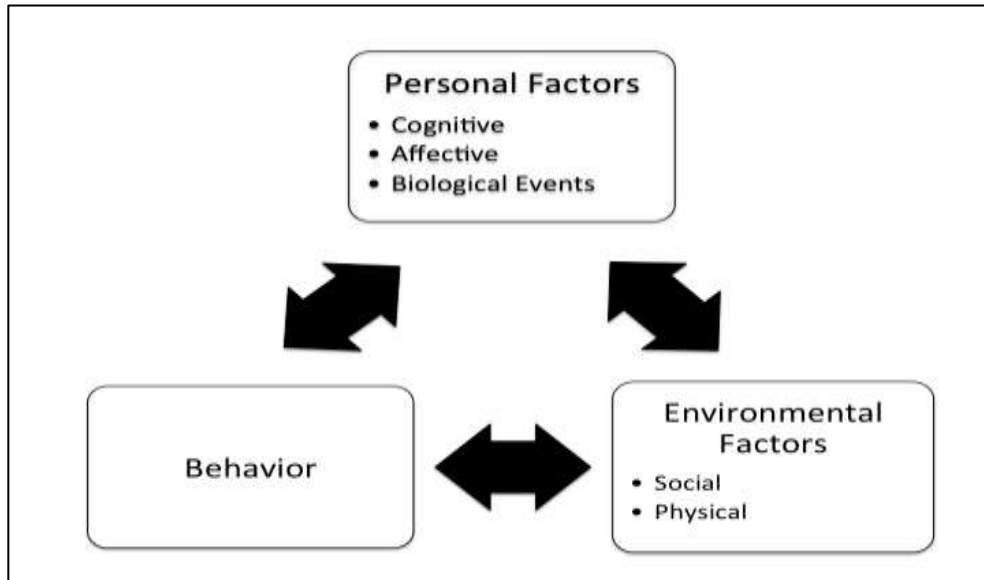 Personal Factors
• Cognitive
• Affective
• Biological Events
Behavior
Environmental
Factors
• Social
• Physical